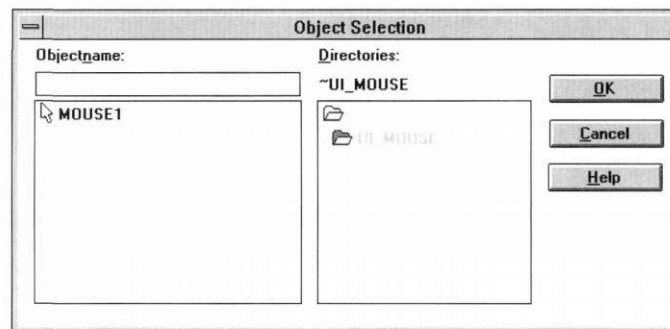 Object Selection
Objectname:
MOUSE1
Directories:
~UI_MOUSE
UI_MOUSE
OK
Cancel
Help